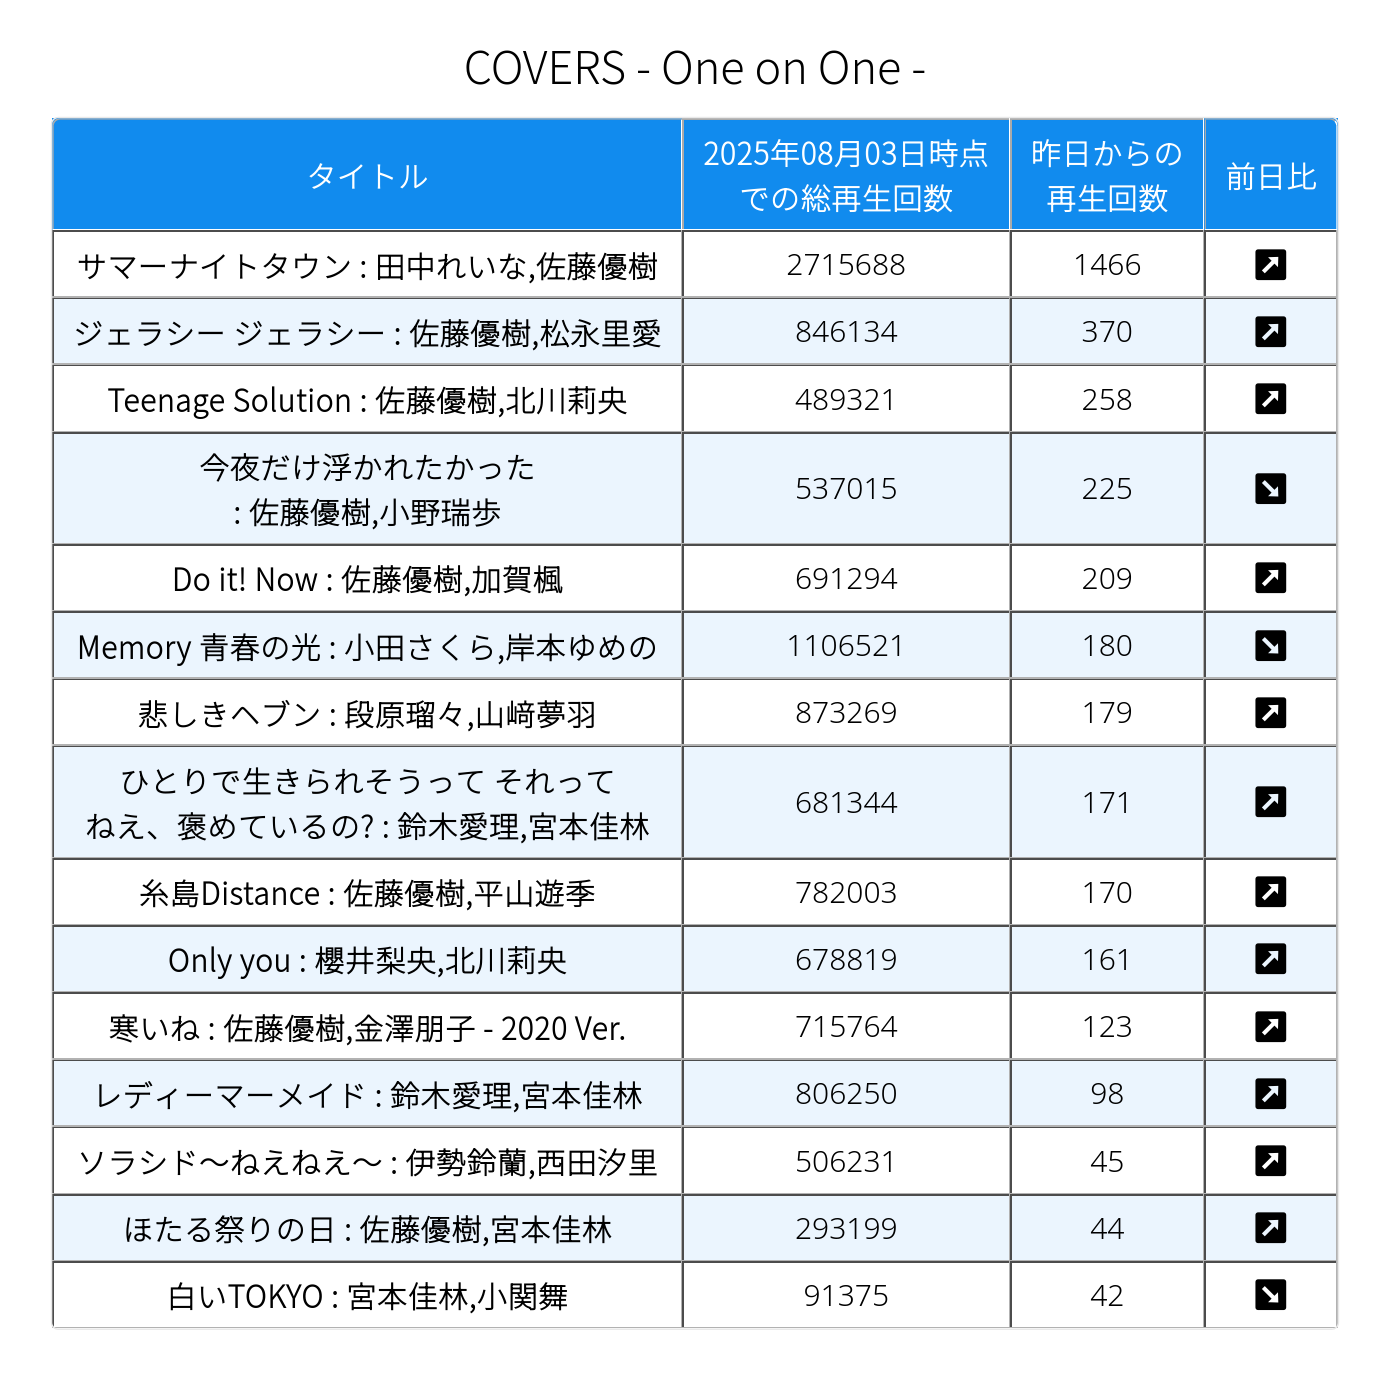 COVERS - One on One -
タイトル
2025年08月03日時点
での総再生回数
昨日からの
再生回数
前日比
サマーナイトタウン : 田中れいな,佐藤優樹 2715688 1466
ジェラシー ジェラシー : 佐藤優樹,松永里愛 846134 370
Teenage Solution : 佐藤優樹,北川莉央 489321 258
今夜だけ浮かれたかった
: 佐藤優樹,小野瑞歩 537015 225
Do it! Now : 佐藤優樹,加賀楓 691294 209
Memory 青春の光 : 小田さくら,岸本ゆめの 1106521 180
悲しきヘブン : 段原瑠々,山﨑夢羽 873269 179
ひとりで生きられそうって それって
ねえ、褒めているの? : 鈴木愛理,宮本佳林 681344 171
糸島Distance : 佐藤優樹,平山遊季 782003 170
Only you : 櫻井梨央,北川莉央 678819 161
寒いね : 佐藤優樹,金澤朋子 - 2020 Ver. 715764 123
レディーマーメイド : 鈴木愛理,宮本佳林 806250 98
ソラシド〜ねえねえ〜 : 伊勢鈴蘭,西田汐里 506231 45
ほたる祭りの日 : 佐藤優樹,宮本佳林 293199 44
白いTOKYO : 宮本佳林,小関舞 91375 42